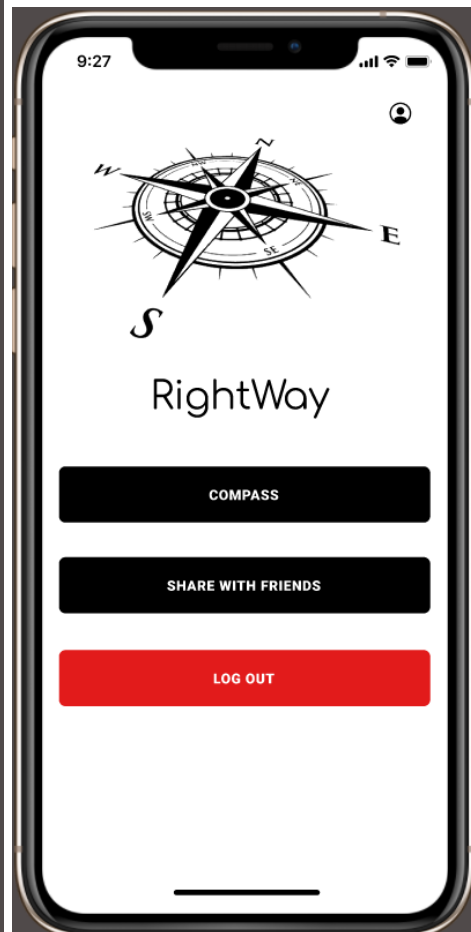 9:27
N
W
NW
NE
E
SW
SE
S
RightWay
COMPASS
SHARE WITH FRIENDS
LOG OUT